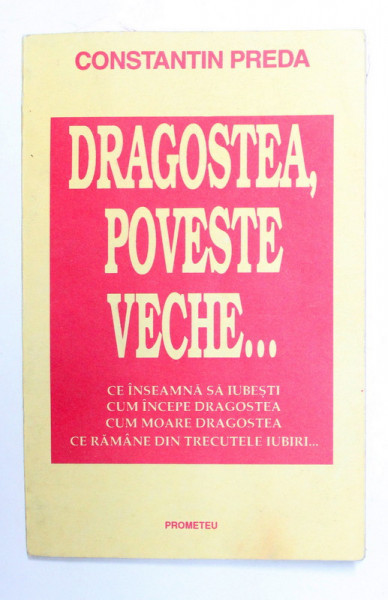 CONSTANTIN PREDA
DRAGOSTEA,
POVESTE
VECHE...
CE ÎNSEAMNĂ SĂ IUBEȘTI
CUM ÎNCEPE DRAGOSTEA
CUM MOARE DRAGOSTEA
CE RĂMÂNE DIN TRECUTELE IUBIRI...
PROMETEU